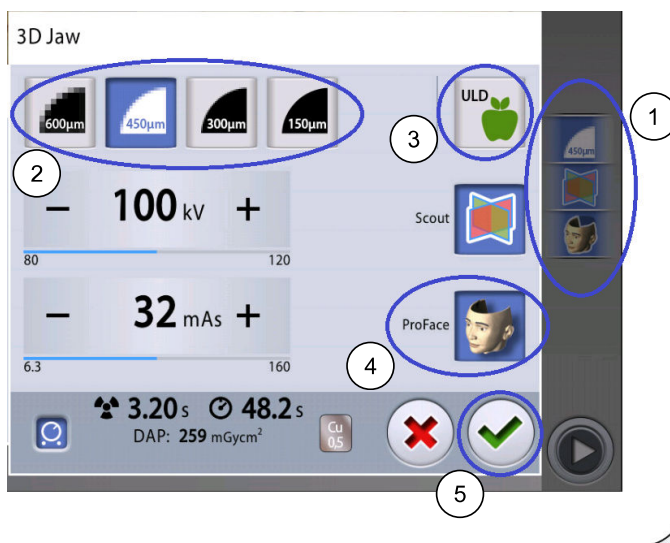 3D Jaw
1
600µm 450µm 300µm 150µm
ULD
450µm
3
2
− 100 kV +
Scout
80 120
− 32 mAs +
ProFace
6.3 160
4
3.20 s 48.2 s
DAP: 259 mGycm²
Cu
0,5
5